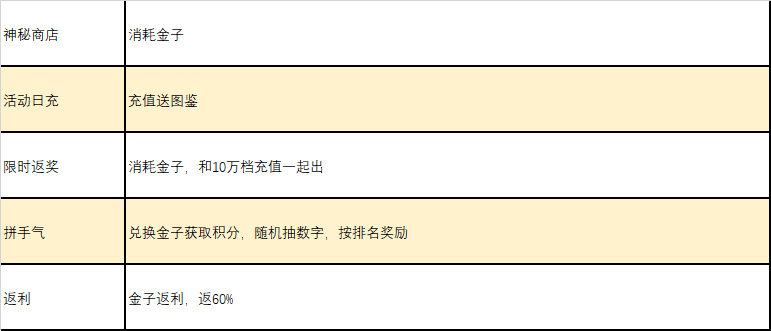 神秘商店 消耗金子
活动日充 充值送图鉴
限时返奖 消耗金子，和10万档充值一起出
拼手气 兑换金子获取积分，随机抽数字，按排名奖励
返利 金子返利，返60%